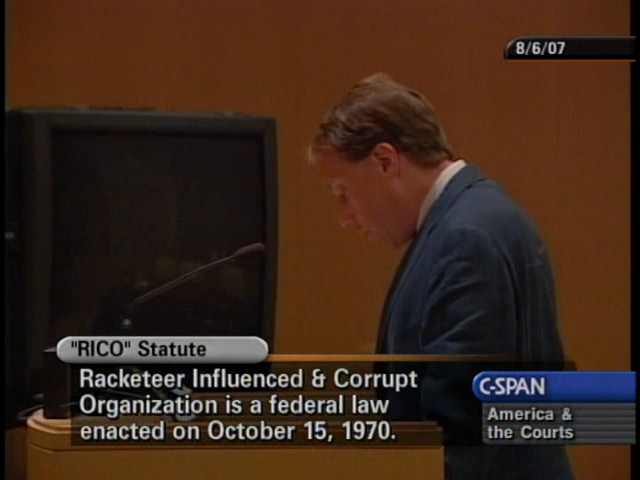 8/6/07
"RICO" Statute
Racketeer Influenced & Corrupt
Organization is a federal law
enacted on October 15, 1970.
C-SPAN
America &
the Courts